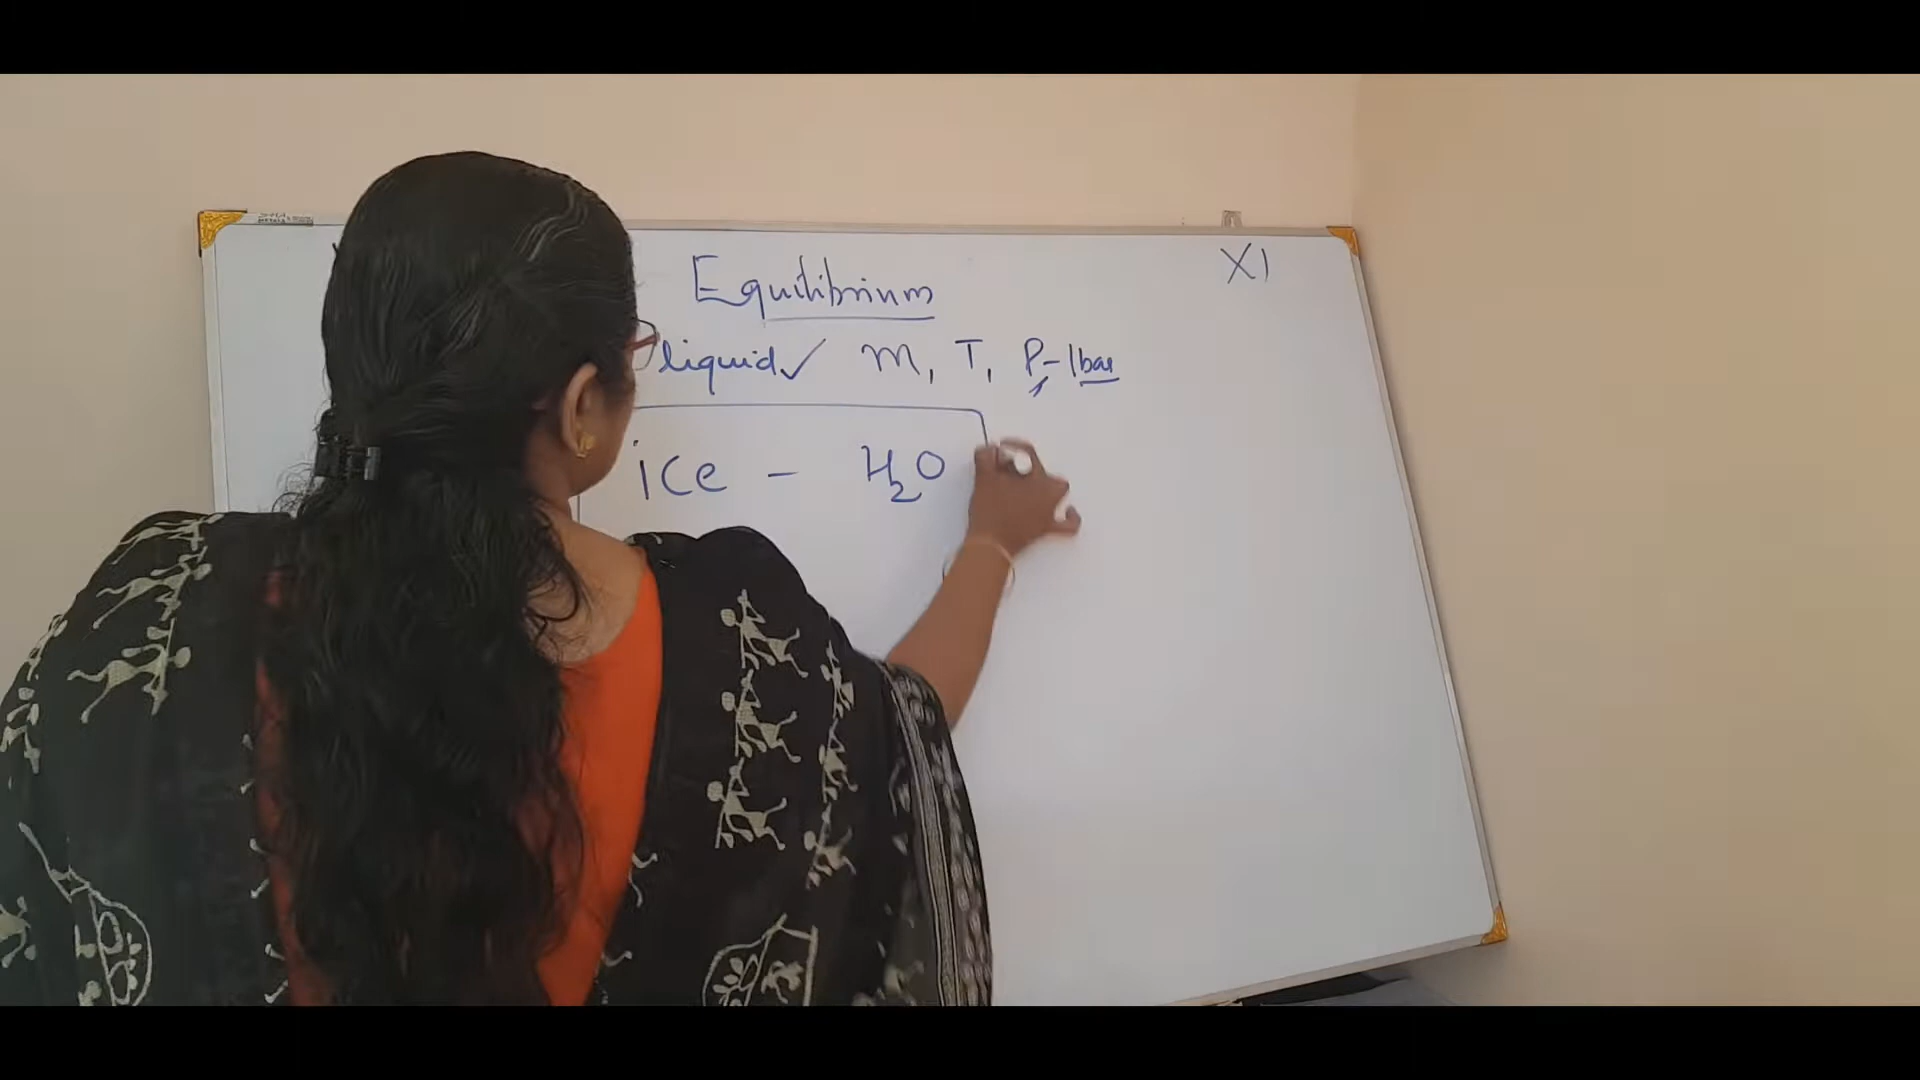 XI
Equilibrium
liquid✓ M, T, P-1bar
ice - H₂O